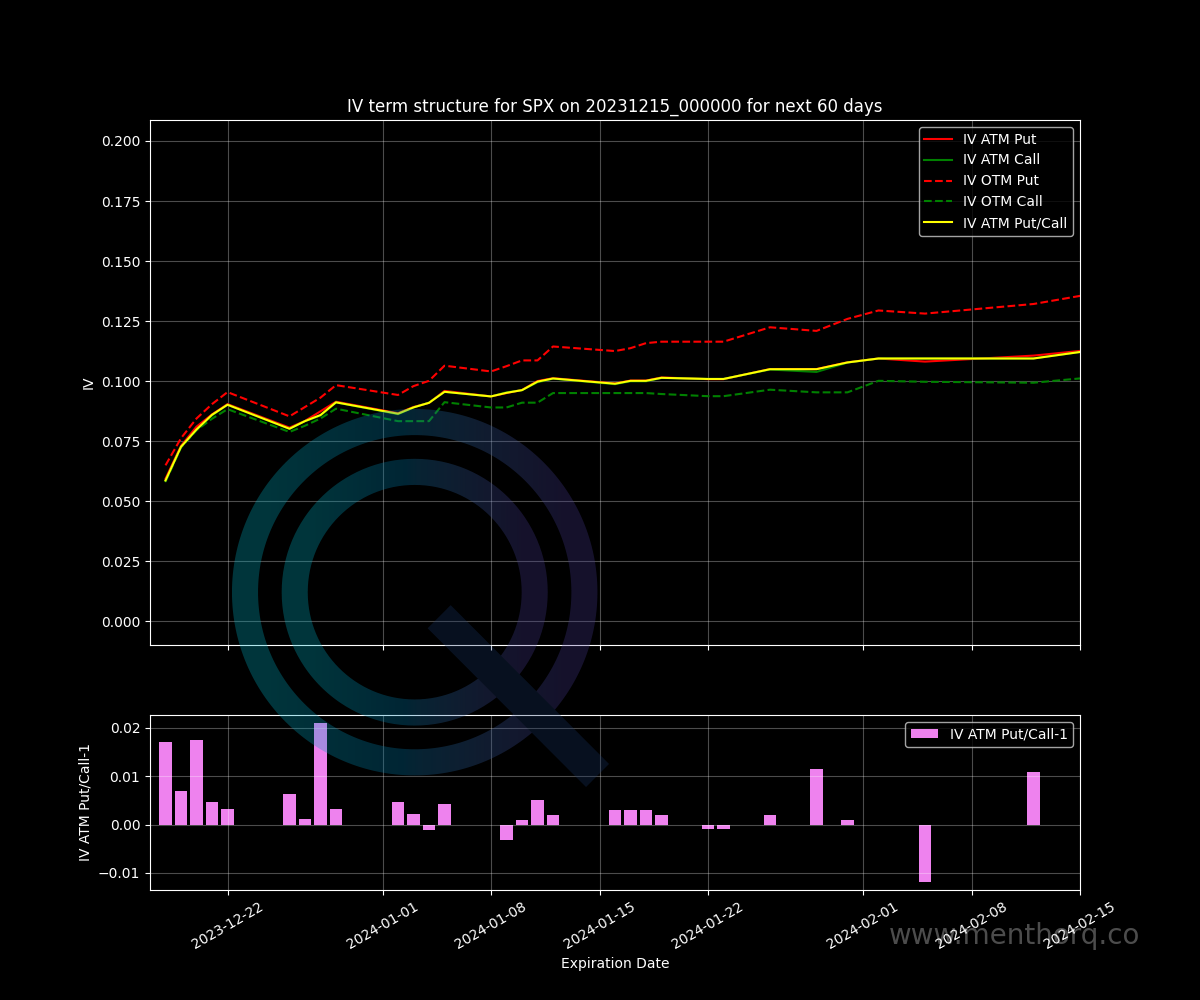 IV term structure for SPX on 20231215_000000 for next 60 days
0.200
0.175
0.150
0.125
0.100
0.075
0.050
0.025
0.000
IV
IV ATM Put
IV ATM Call
IV OTM Put
IV OTM Call
IV ATM Put/Call
0.02
0.01
0.00
−0.01
IV ATM Put/Call-1
IV ATM Put/Call-1
2023-12-22
2024-01-01
2024-01-08
2024-01-15
2024-01-22
2024-02-01
2024-02-08
2024-02-15
Expiration Date
www.menthorq.co